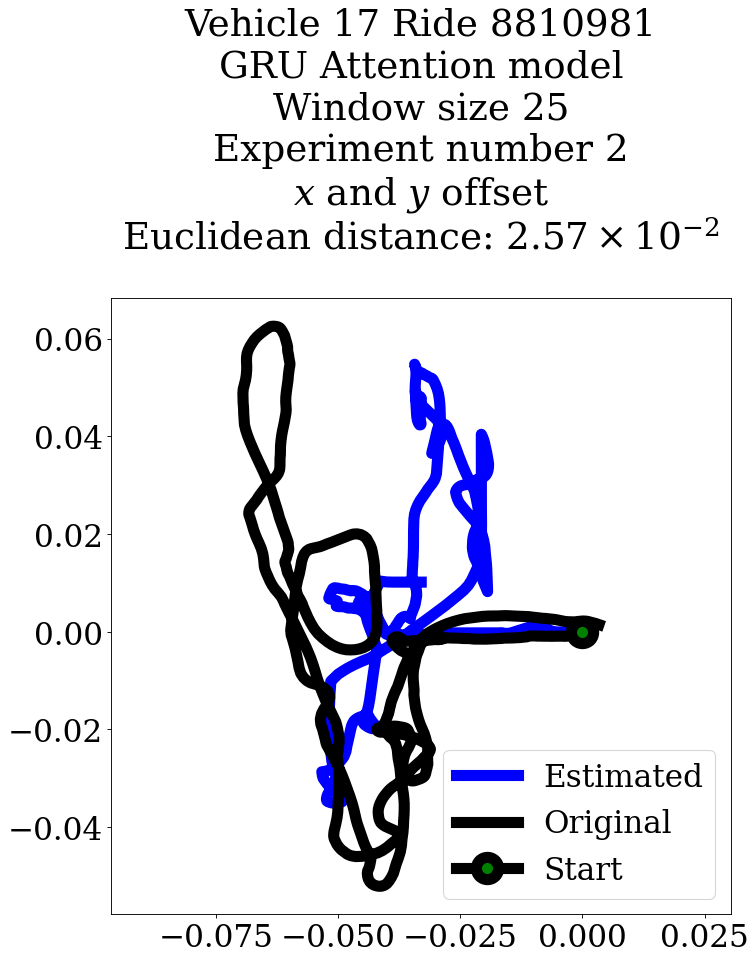 Vehicle 17 Ride 8810981
GRU Attention model
Window size 25
Experiment number 2
x and y offset
Euclidean distance: 2.57 × 10⁻²
0.06
0.04
0.02
0.00
−0.02
−0.04
Estimated
Original
Start
−0.075 −0.050 −0.025 0.000 0.025